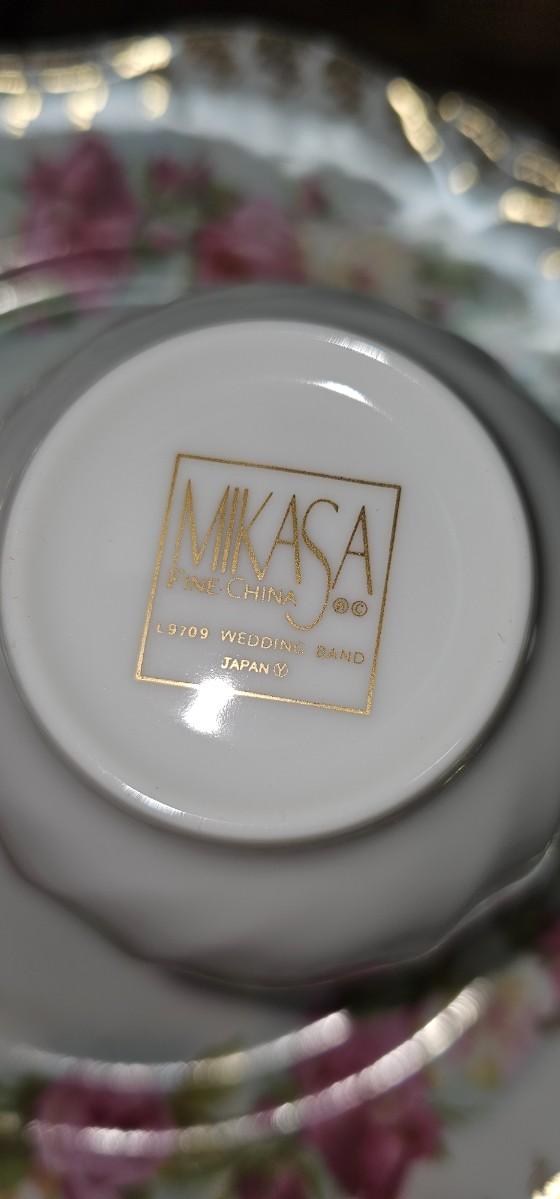 MIKASA
FINE CHINA ®©
L9709 WEDDING BAND
JAPAN Ⓨ